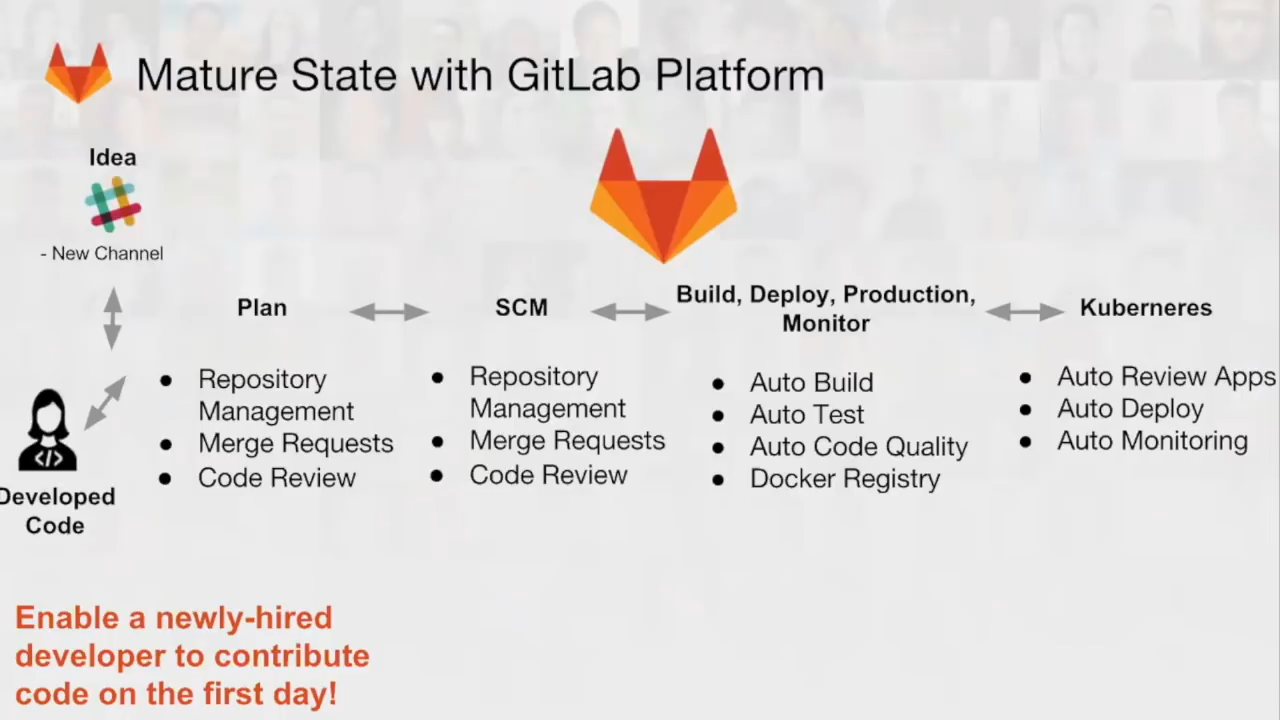 Mature State with GitLab Platform
Idea
- New Channel
Plan
SCM
Build, Deploy, Production,
Monitor
Kuberneres
Developed
Code
● Repository
Management
● Merge Requests
● Code Review
● Repository
Management
● Merge Requests
● Code Review
● Auto Build
● Auto Test
● Auto Code Quality
● Docker Registry
● Auto Review Apps
● Auto Deploy
● Auto Monitoring
Enable a newly-hired
developer to contribute
code on the first day!